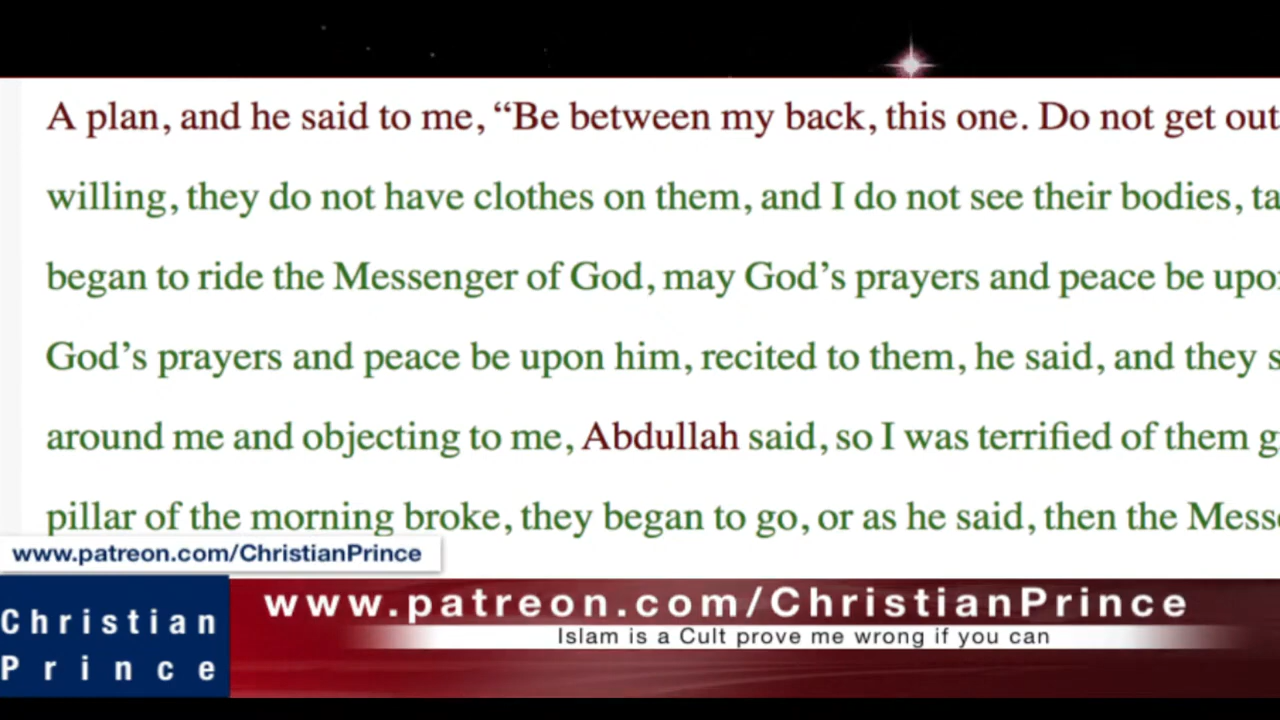 A plan, and he said to me, “Be between my back, this one. Do not get out
willing, they do not have clothes on them, and I do not see their bodies,
began to ride the Messenger of God, may God’s prayers and peace be
God’s prayers and peace be upon him, recited to them, he said, and they
around me and objecting to me, Abdullah said, so I was terrified of them
pillar of the morning broke, they began to go, or as he said, then the
www.patreon.com/ChristianPrince
www.patreon.com/ChristianPrince
Islam is a Cult prove me wrong if you can
Christian
Prince